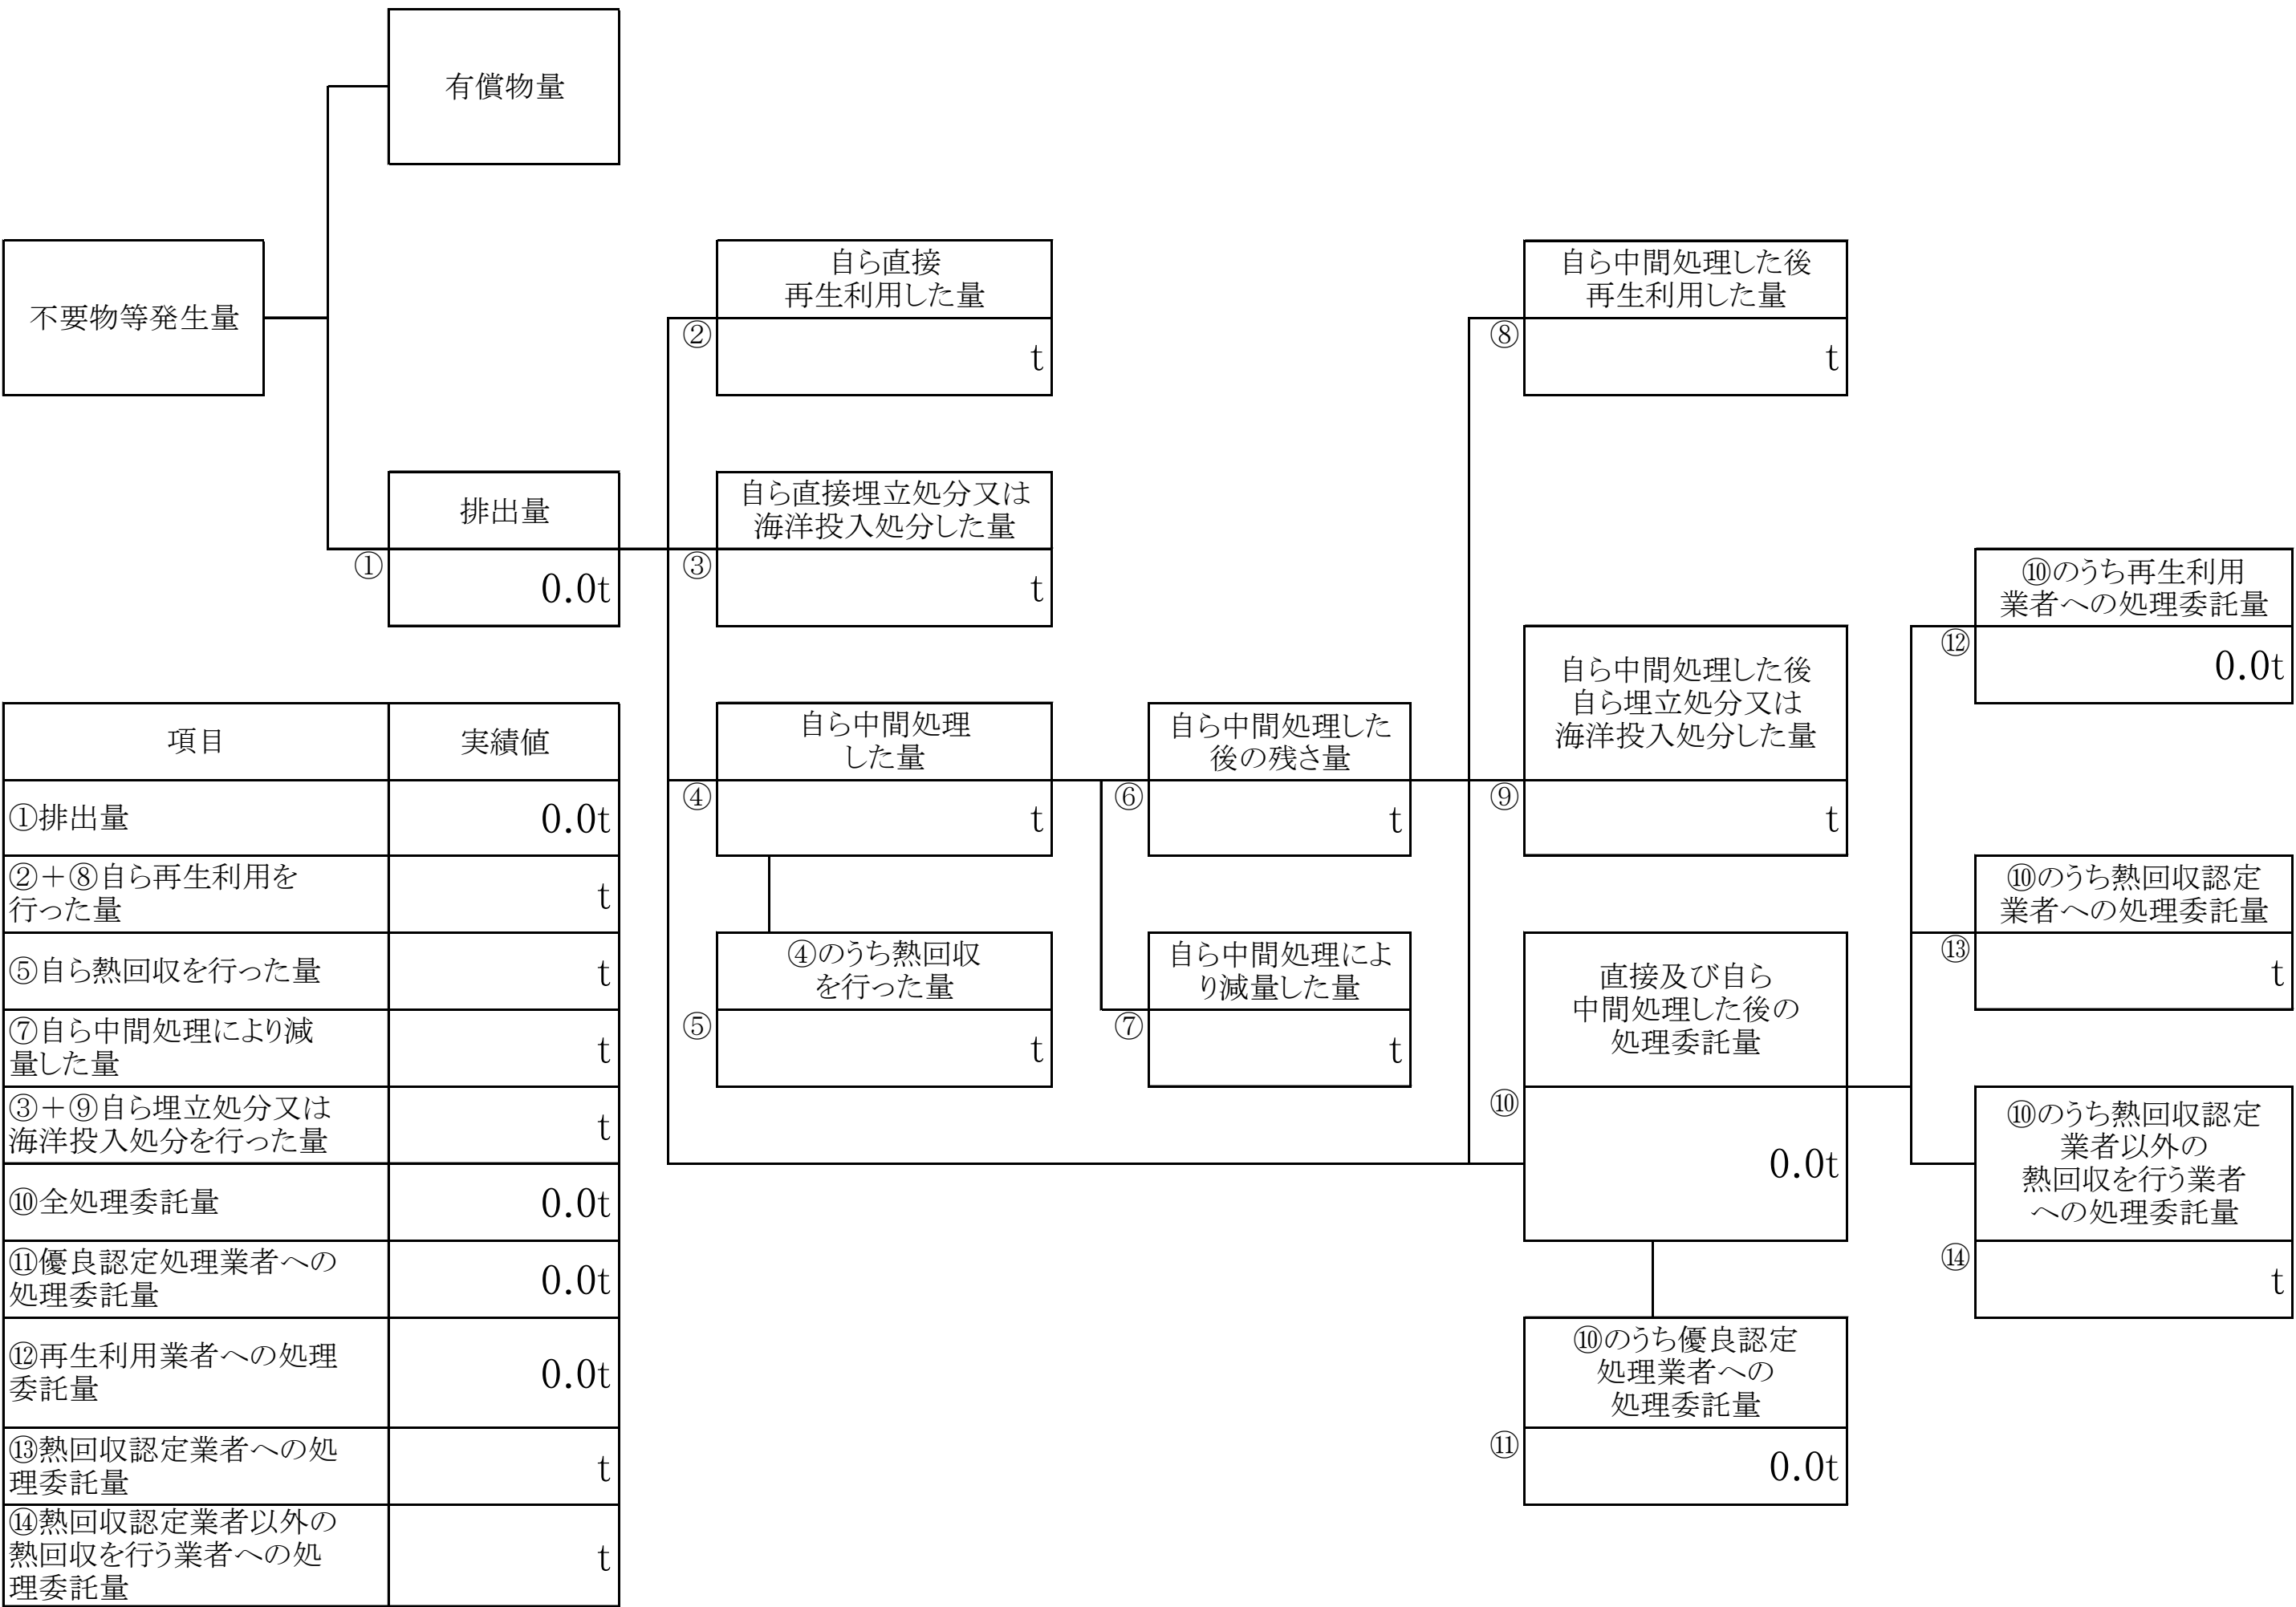 有償物量
不要物等発生量
排出量
①
0.0t
自ら直接
再生利用した量
②
t
自ら直接埋立処分又は
海洋投入処分した量
③
t
自ら中間処理
した量
④
t
④のうち熱回収
を行った量
⑤
t
自ら中間処理した
後の残さ量
⑥
t
自ら中間処理によ
り減量した量
⑦
t
自ら中間処理した後
再生利用した量
⑧
t
自ら中間処理した後
自ら埋立処分又は
海洋投入処分した量
⑨
t
直接及び自ら
中間処理した後の
処理委託量
⑩
0.0t
⑩のうち優良認定
処理業者への
処理委託量
⑪
0.0t
⑩のうち再生利用
業者への処理委託量
⑫
0.0t
⑩のうち熱回収認定
業者への処理委託量
⑬
t
⑩のうち熱回収認定
業者以外の
熱回収を行う業者
への処理委託量
⑭
t
項目 実績値
①排出量 0.0t
②+⑧自ら再生利用を
行った量
t
⑤自ら熱回収を行った量 t
⑦自ら中間処理により減
量した量
t
③+⑨自ら埋立処分又は
海洋投入処分を行った量
t
⑩全処理委託量 0.0t
⑪優良認定処理業者への
処理委託量
0.0t
⑫再生利用業者への処理
委託量
0.0t
⑬熱回収認定業者への処
理委託量
t
⑭熱回収認定業者以外の
熱回収を行う業者への処
理委託量
t